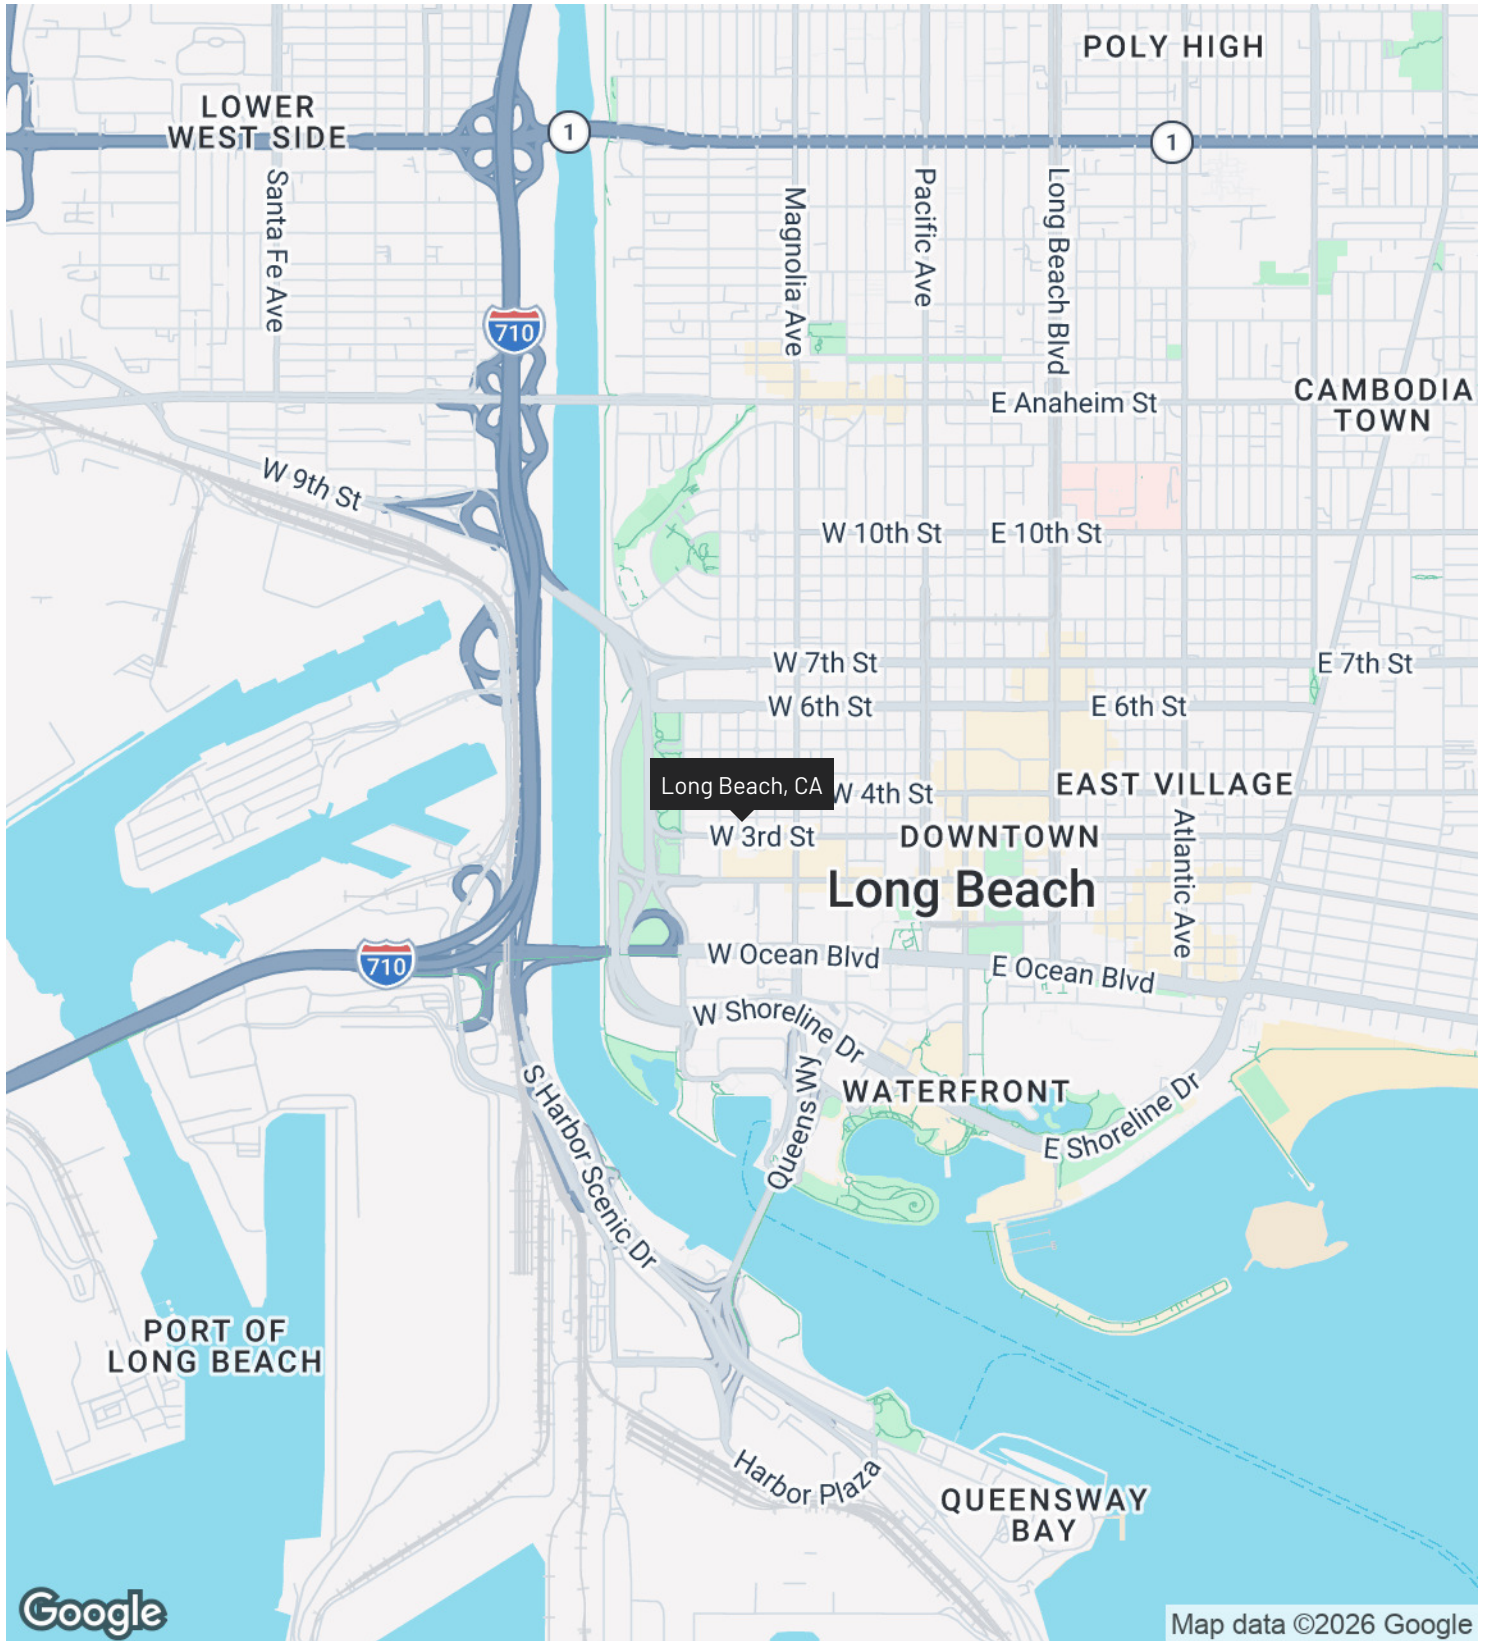 POLY HIGH
LOWER
WEST SIDE
1
1
Santa Fe Ave
Magnolia Ave
Pacific Ave
Long Beach Blvd
710
CAMBODIA
TOWN
E Anaheim St
W 9th St
W 10th St
E 10th St
W 7th St
E 7th St
W 6th St
E 6th St
Long Beach, CA
W 4th St
EAST VILLAGE
W 3rd St
DOWNTOWN
Atlantic Ave
Long Beach
710
W Ocean Blvd
E Ocean Blvd
W Shoreline Dr
Queens Wy
WATERFRONT
E Shoreline Dr
S Harbor Scenic Dr
PORT OF
LONG BEACH
Harbor Plaza
QUEENSWAY
BAY
Google
Map data ©2026 Google